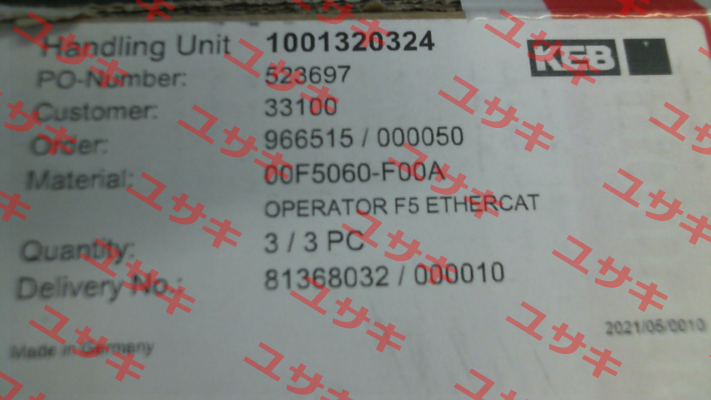 Handling Unit 1001320324
KEB
PO-Number: 523697
Customer: 33100
Order: 966515 / 000050
Material: 00F5060-F00A
OPERATOR F5 ETHERCAT
Quantity: 3 / 3 PC
Delivery No.: 81368032 / 000010
2021/05/0010
Made in Germany
ユサキ